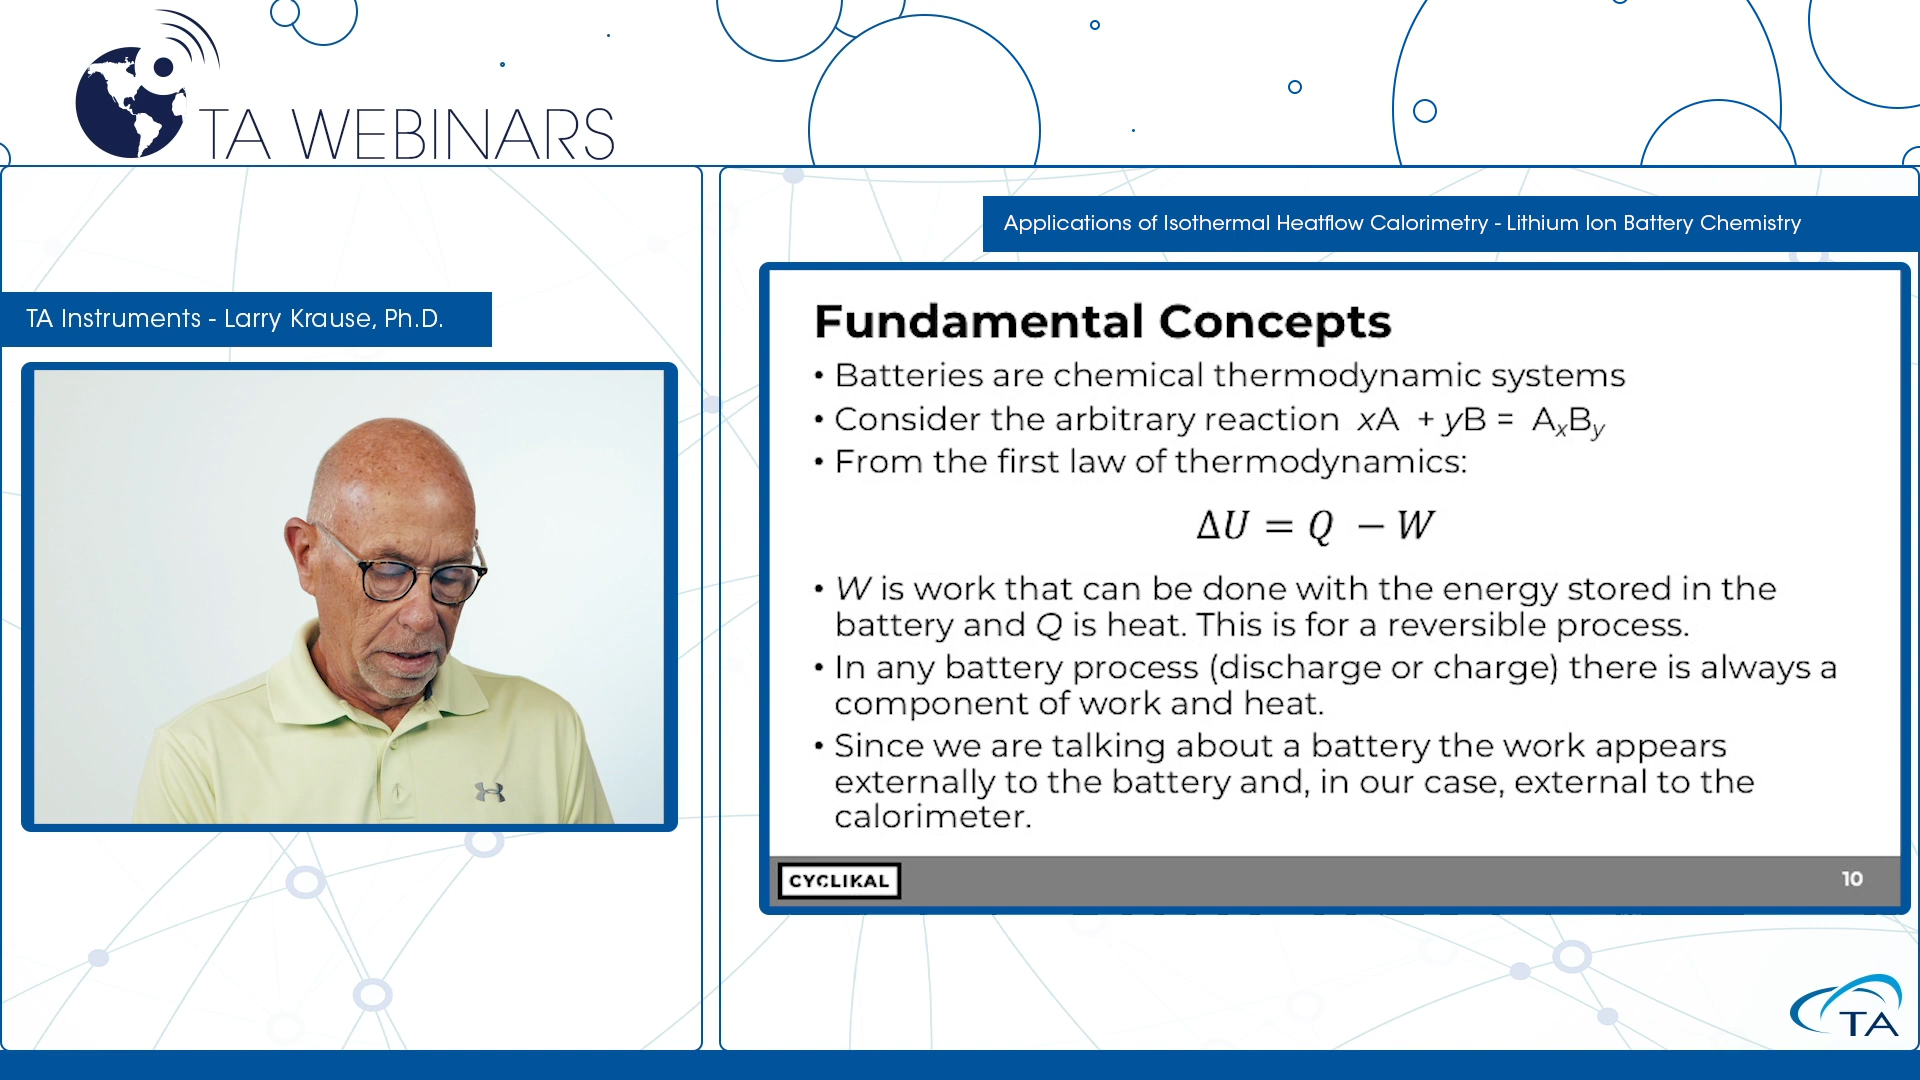 TA WEBINARS
TA Instruments - Larry Krause, Ph.D.
Applications of Isothermal Heatflow Calorimetry - Lithium Ion Battery Chemistry
Fundamental Concepts
• Batteries are chemical thermodynamic systems
• Consider the arbitrary reaction xA + yB = AxBy
• From the first law of thermodynamics:
ΔU = Q − W
• W is work that can be done with the energy stored in the
battery and Q is heat. This is for a reversible process.
• In any battery process (discharge or charge) there is always a
component of work and heat.
• Since we are talking about a battery the work appears
externally to the battery and, in our case, external to the
calorimeter.
CYCLIKAL
10
TA